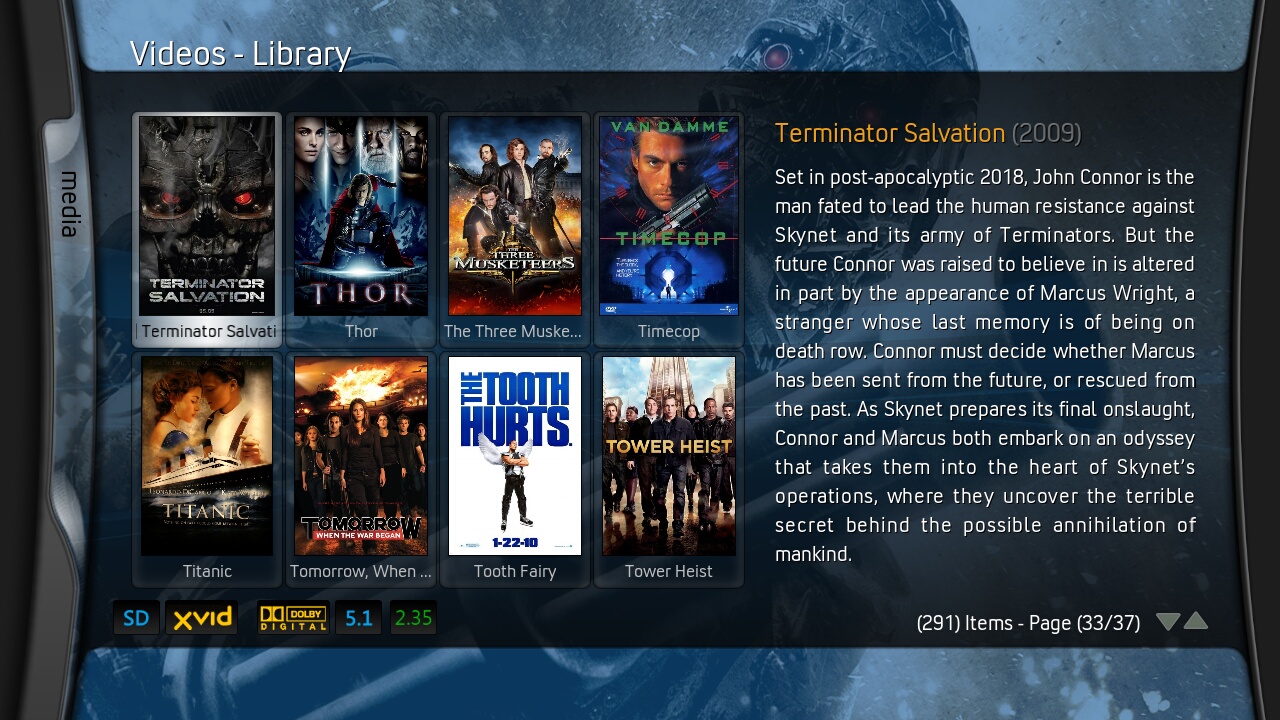 Videos - Library
media
TERMINATOR
SALVATION
Terminator Salvati
THOR
Thor
THE
THREE
MUSKETEERS
The Three Muske...
VAN DAMME
TIMECOP
Timecop
TITANIC
Titanic
TOMORROW
WHEN THE WAR BEGAN
Tomorrow, When ...
THE
TOOTH
HURTS.
1-22-10
Tooth Fairy
TOWER HEIST
Tower Heist
Terminator Salvation (2009)
Set in post-apocalyptic 2018, John Connor is the
man fated to lead the human resistance against
Skynet and its army of Terminators. But the
future Connor was raised to believe in is altered
in part by the appearance of Marcus Wright, a
stranger whose last memory is of being on
death row. Connor must decide whether Marcus
has been sent from the future, or rescued from
the past. As Skynet prepares its final onslaught,
Connor and Marcus both embark on an odyssey
that takes them into the heart of Skynet's
operations, where they uncover the terrible
secret behind the possible annihilation of
mankind.
SD xvid DOLBY DIGITAL 5.1 2.35
(291) Items - Page (33/37)